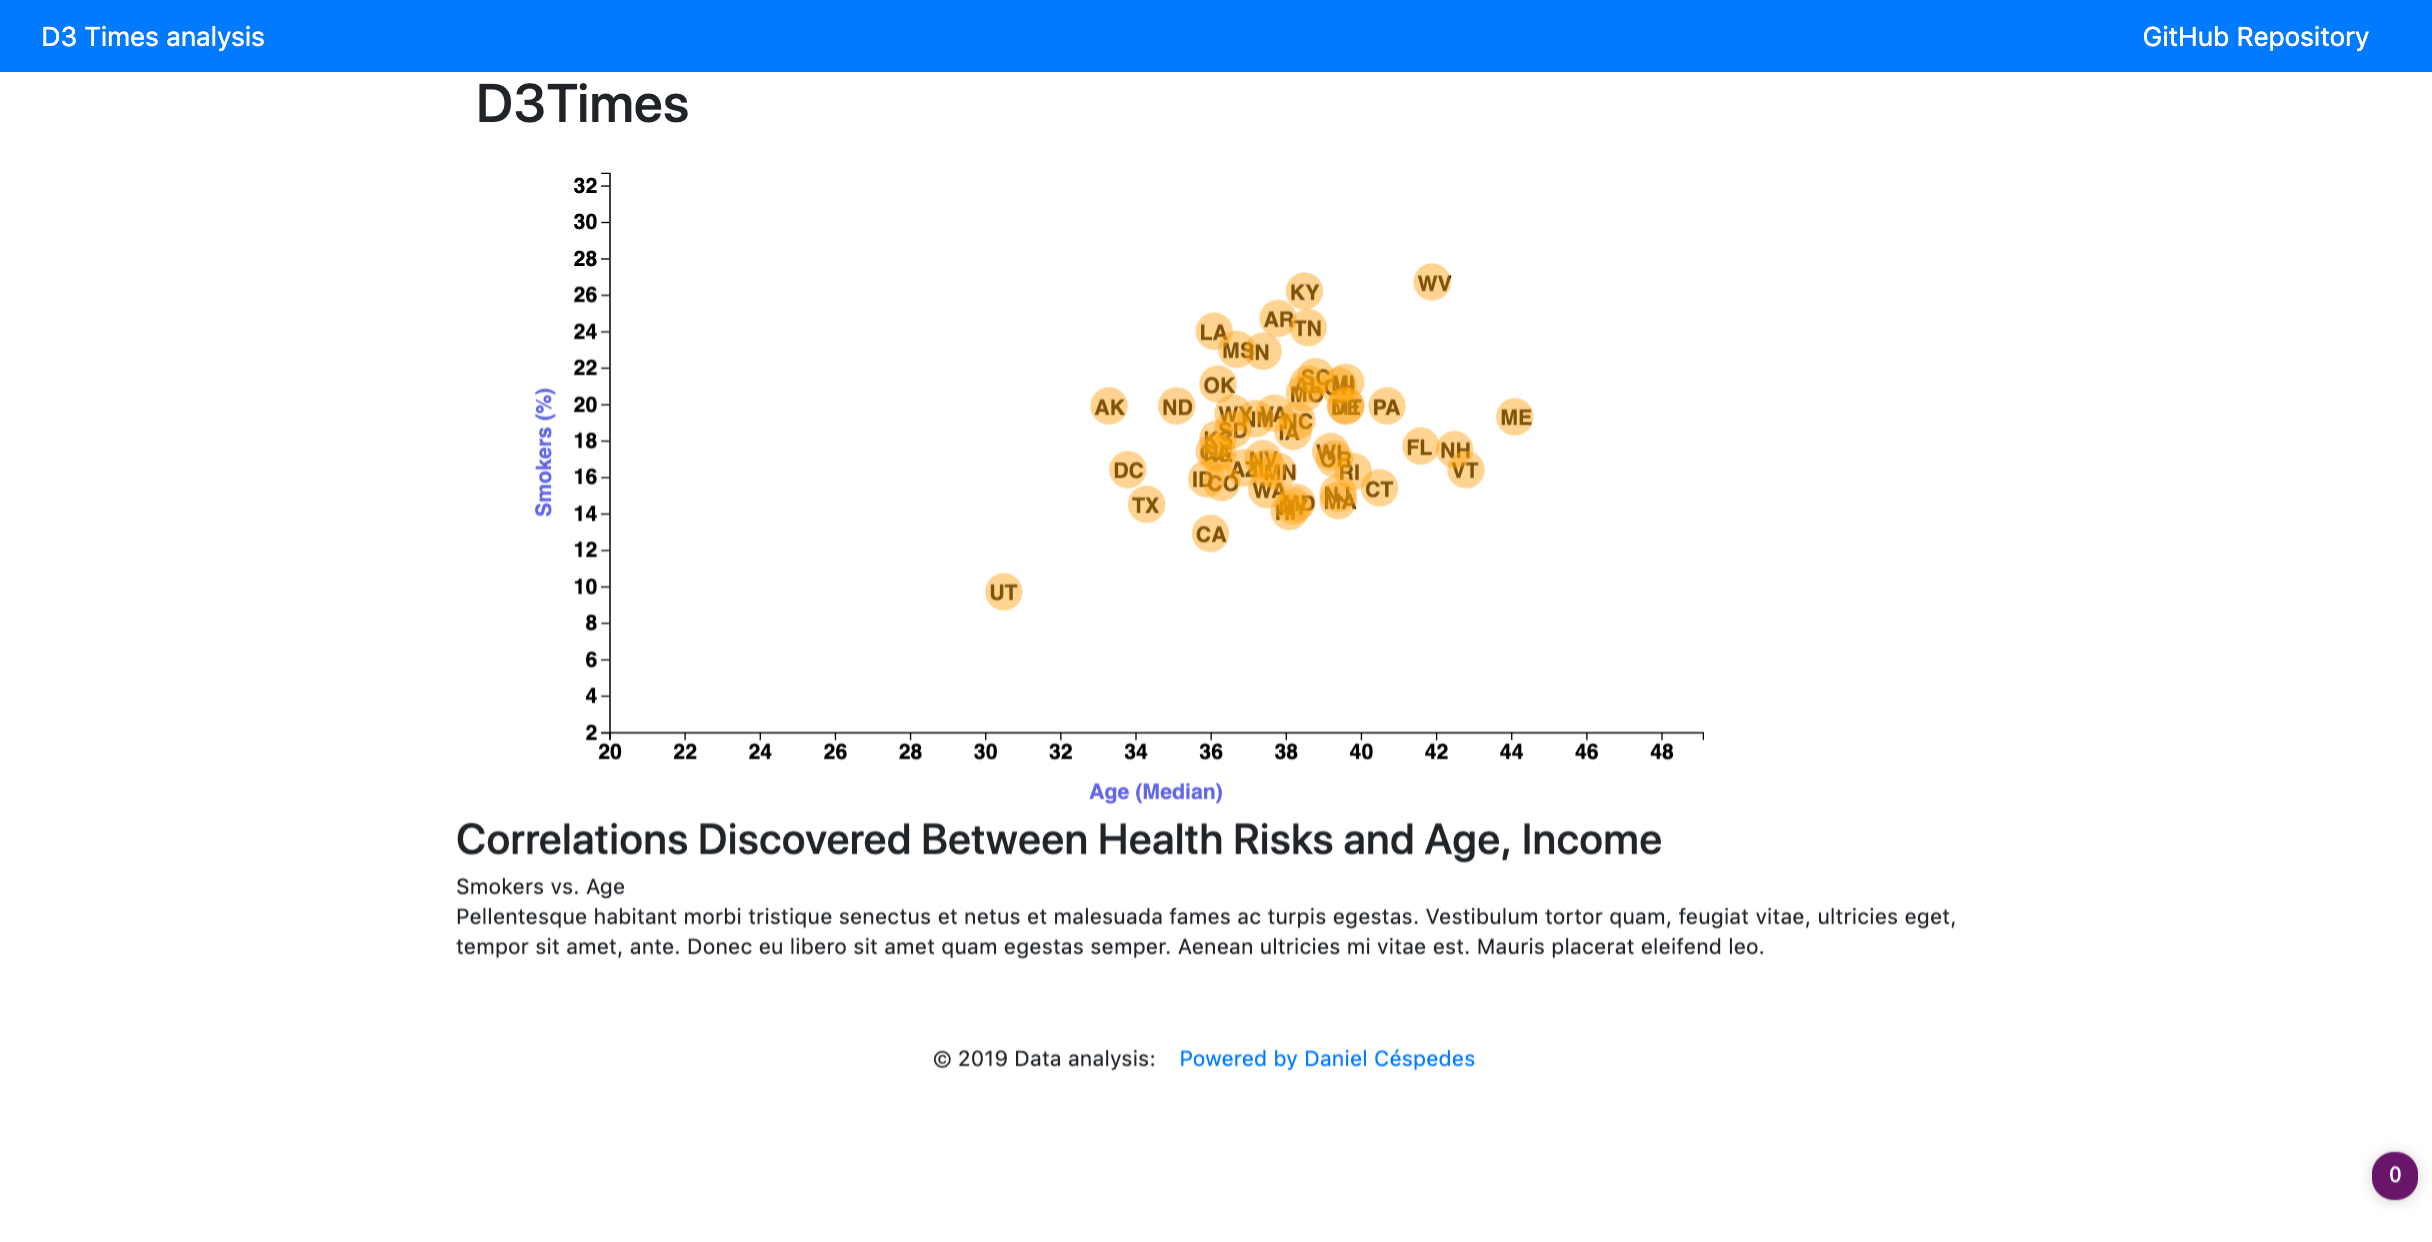 D3 Times analysis
GitHub Repository
D3Times
32
30
28
26
24
22
20
18
16
14
12
10
8
6
4
2
Smokers (%)
WV
KY
AR
TN
LA
MS
IN
OK
SC
MI
MO
AK
ND
PA
ME
WY
NM
VA
NC
SD
IA
FL
NH
WI
OR
DC
NV
AZ
MN
RI
VT
ID
CO
WA
CT
NJ
MA
TX
MD
CA
UT
20 22 24 26 28 30 32 34 36 38 40 42 44 46 48
Age (Median)
Correlations Discovered Between Health Risks and Age, Income
Smokers vs. Age
Pellentesque habitant morbi tristique senectus et netus et malesuada fames ac turpis egestas. Vestibulum tortor quam, feugiat vitae, ultricies eget,
tempor sit amet, ante. Donec eu libero sit amet quam egestas semper. Aenean ultricies mi vitae est. Mauris placerat eleifend leo.
© 2019 Data analysis: Powered by Daniel Céspedes
0